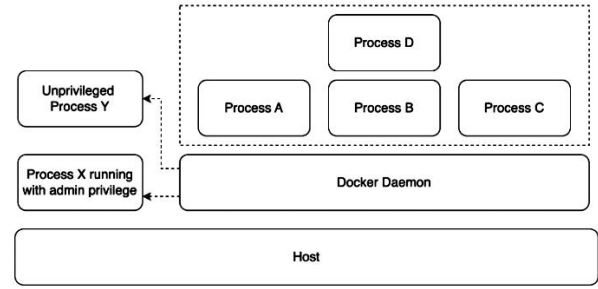 Process D
Unprivileged
Process Y
Process A
Process B
Process C
Process X running
with admin privilege
Docker Daemon
Host